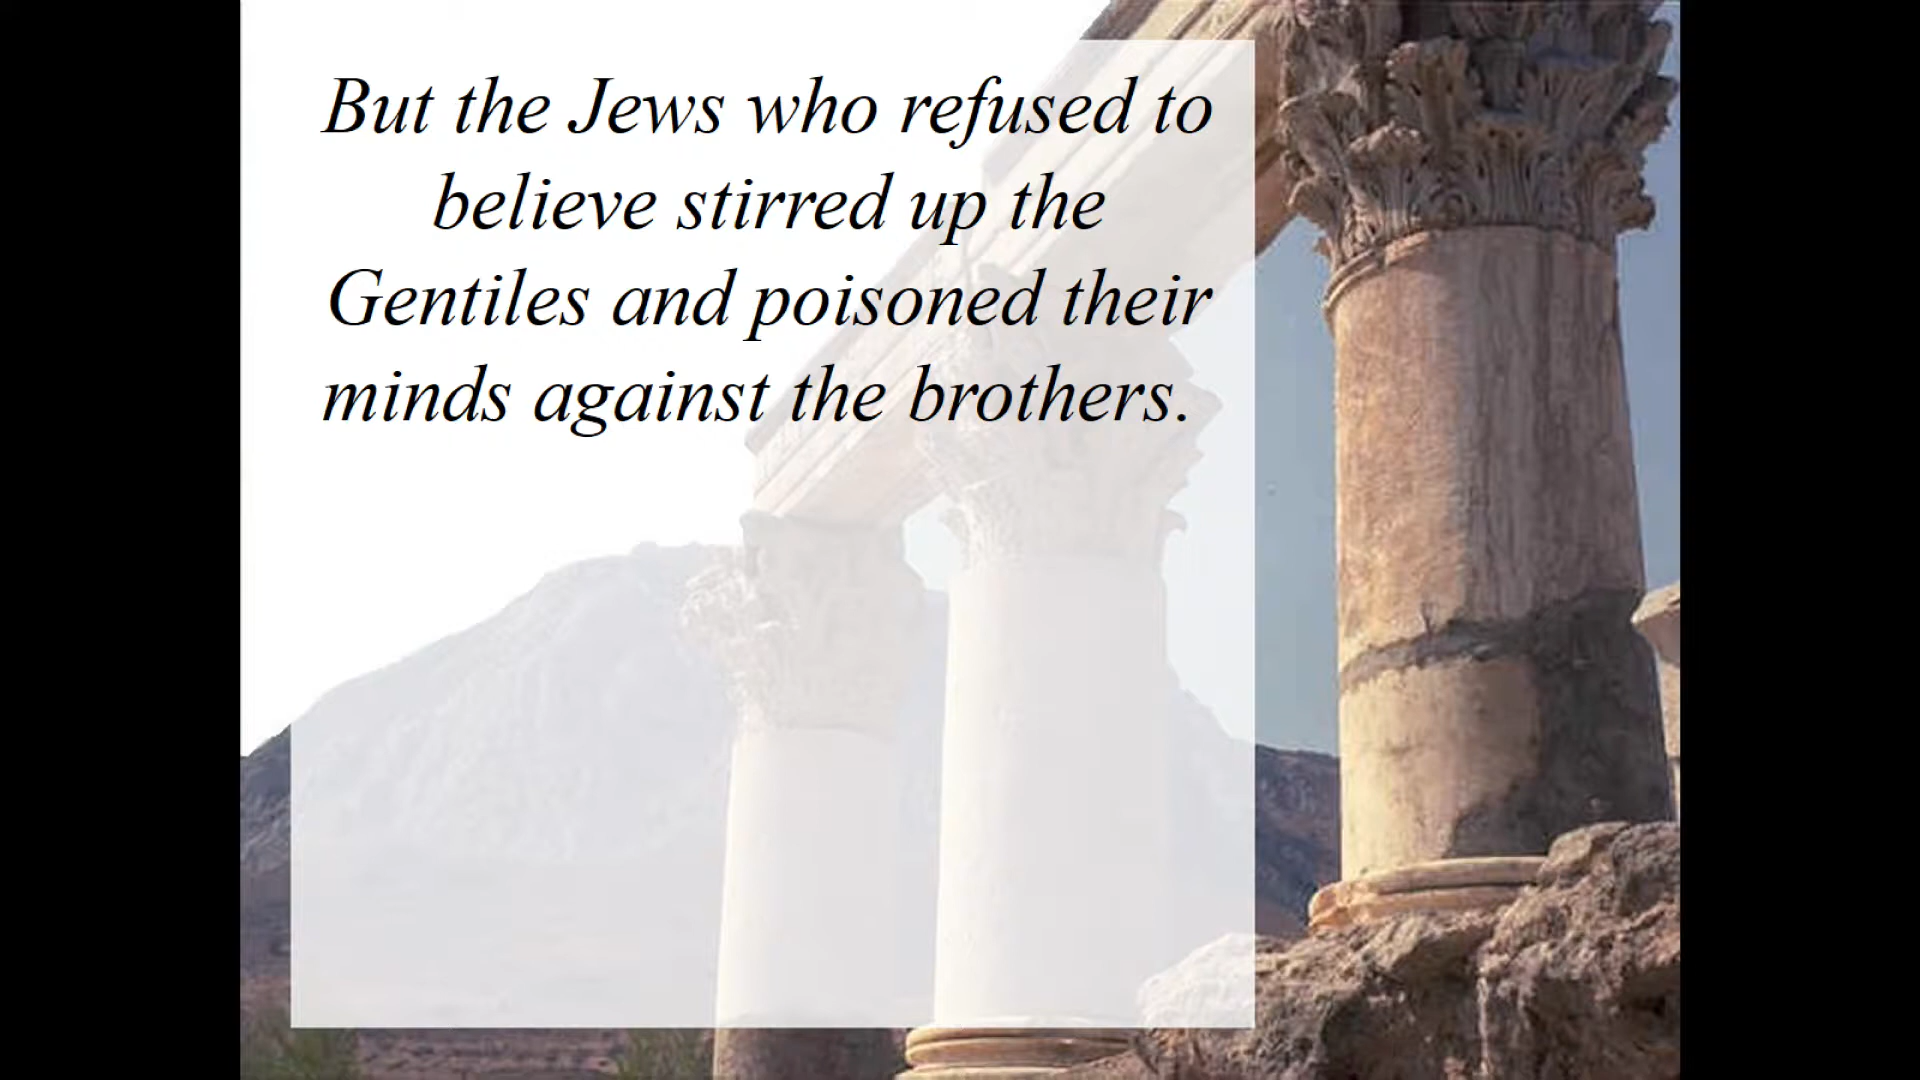 But the Jews who refused to
believe stirred up the
Gentiles and poisoned their
minds against the brothers.